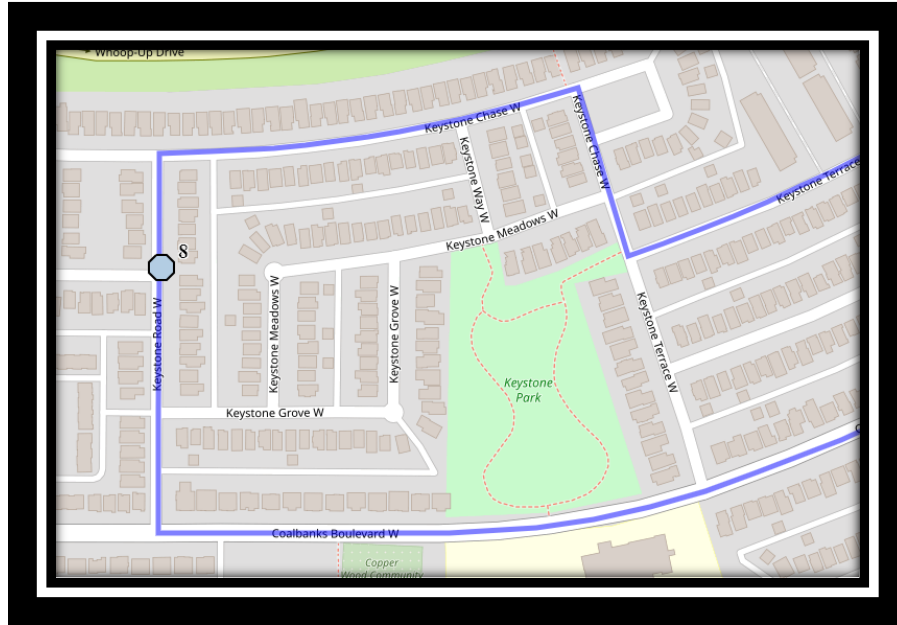 Whoop-Up Drive
Keystone Chase W
Keystone Chase W
Keystone Way W
Keystone Terrace
Keystone Meadows W
8
Keystone Road W
Keystone Meadows W
Keystone Grove W
Keystone Terrace W
Keystone
Park
Keystone Grove W
Coalbanks Boulevard W
Copper
Wood Community